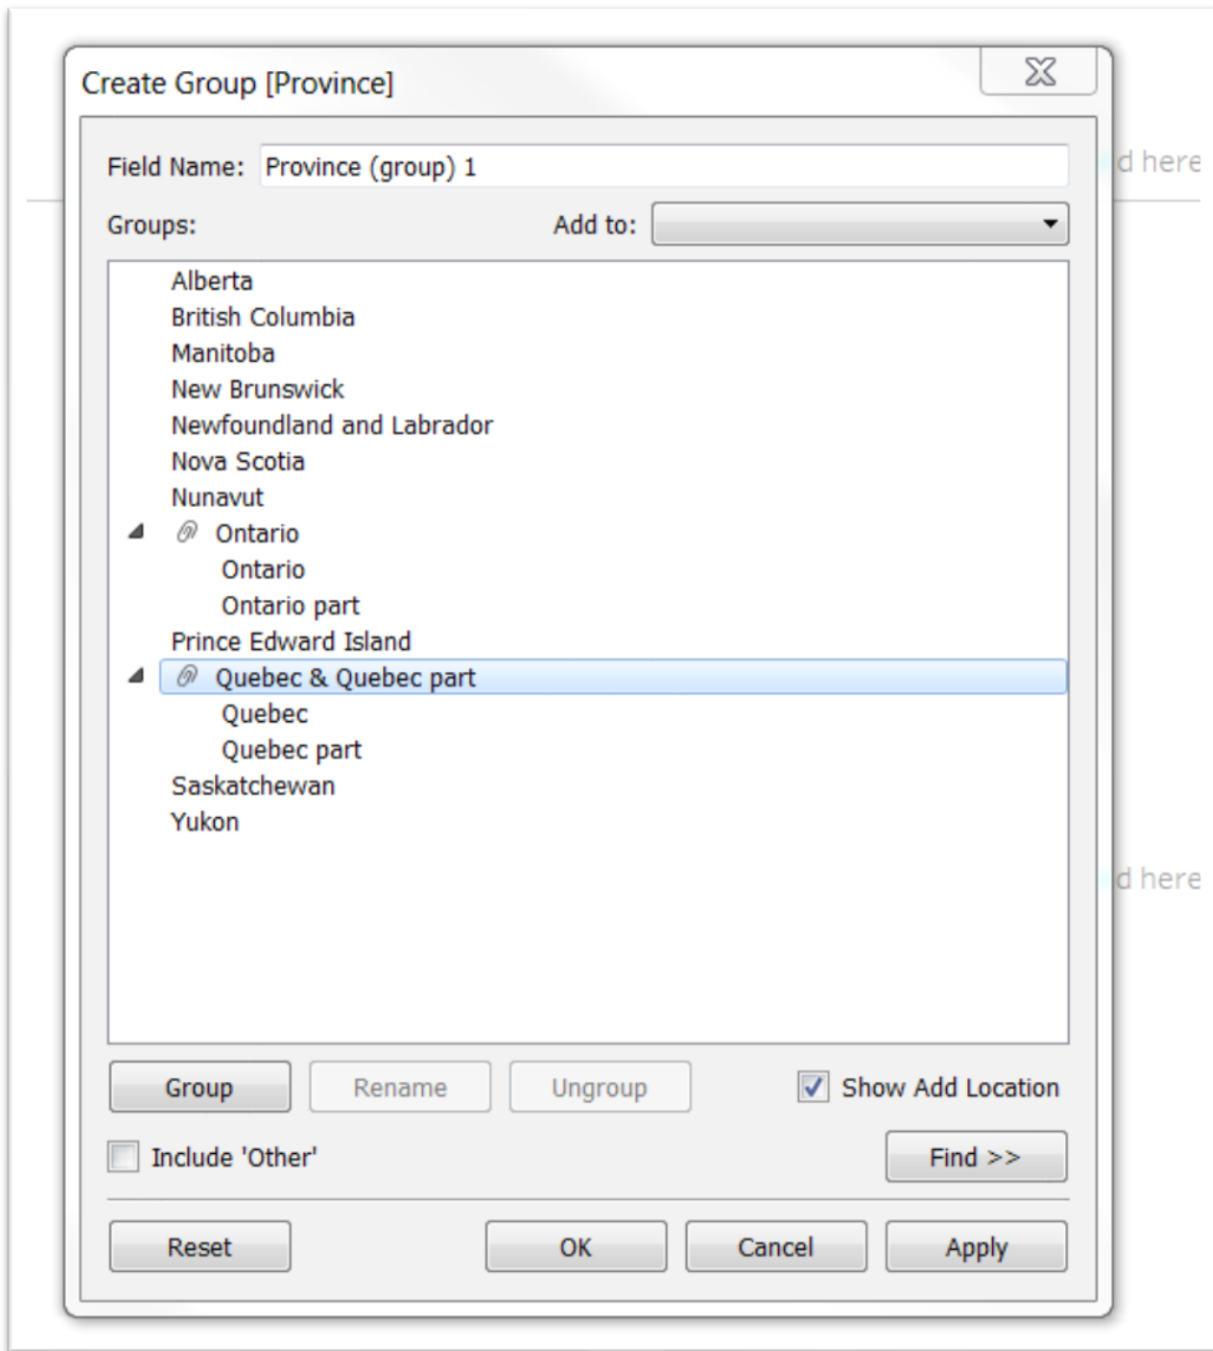 Create Group [Province]
Field Name: Province (group) 1
d here
Groups: Add to:
Alberta
British Columbia
Manitoba
New Brunswick
Newfoundland and Labrador
Nova Scotia
Nunavut
Ontario
Ontario
Ontario part
Prince Edward Island
Quebec & Quebec part
Quebec
Quebec part
Saskatchewan
Yukon
d here
Group Rename Ungroup Show Add Location
Include 'Other' Find >>
Reset OK Cancel Apply